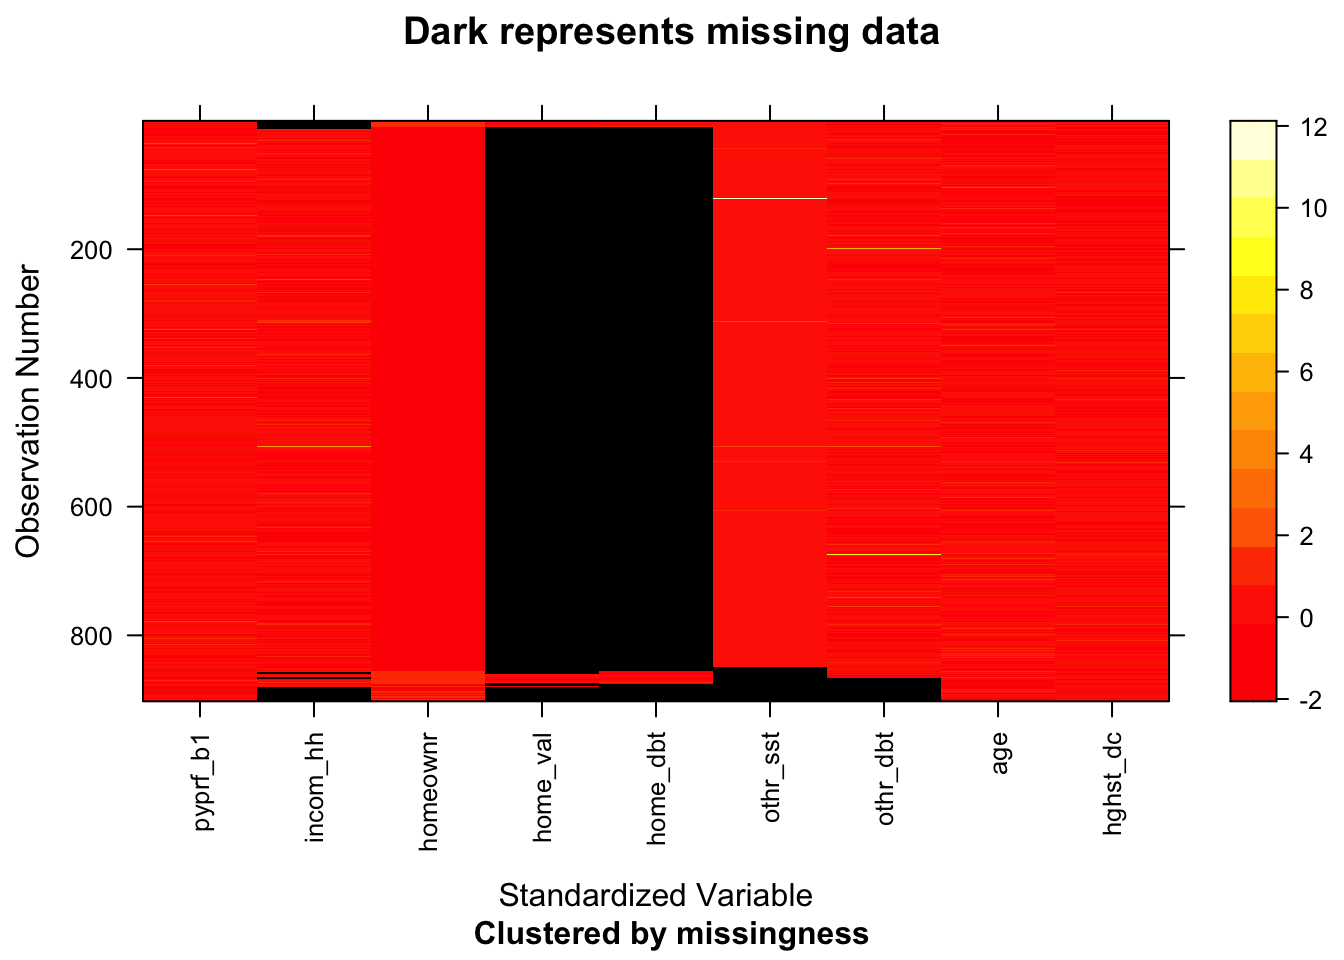 Dark represents missing data
Observation Number
200
400
600
800
pyprf_b1
incom_hh
homeownr
home_val
home_dbt
othr_sst
othr_dbt
age
hghst_dc
Standardized Variable
Clustered by missingness
12
10
8
6
4
2
0
-2